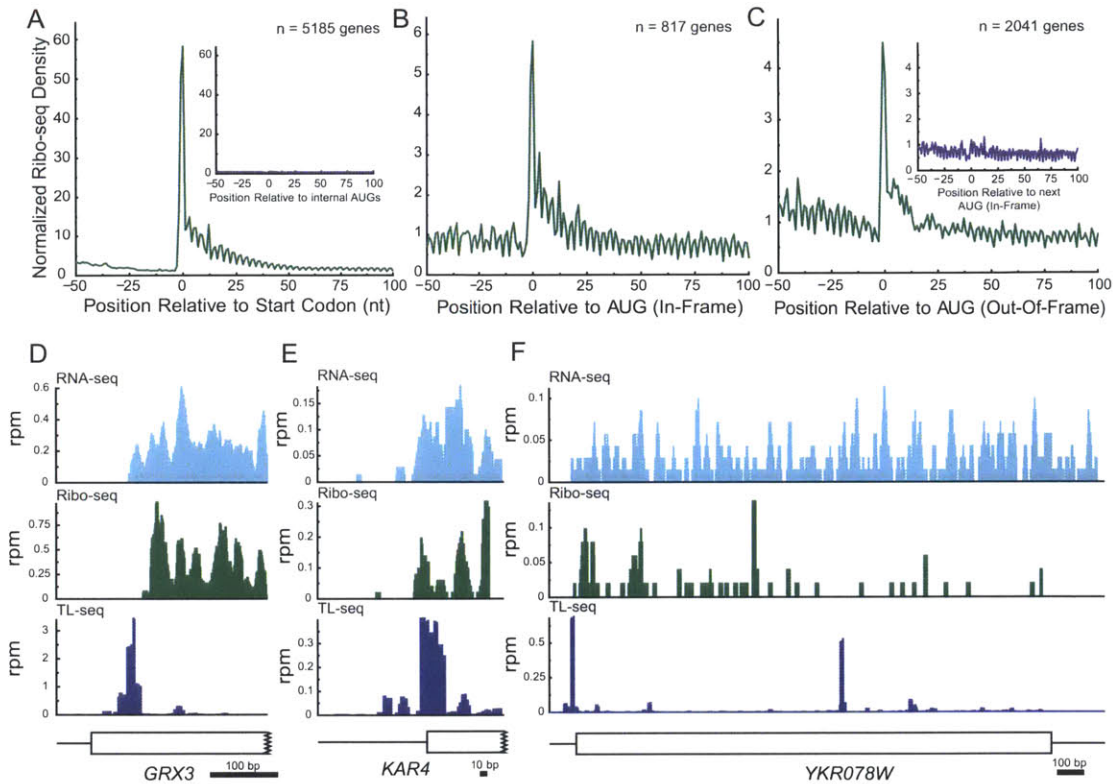 A
n = 5185 genes
Normalized Ribo-seq Density
60
50
40
30
20
10
0
−50 −25 0 25 50 75 100
Position Relative to Start Codon (nt)
60
40
20
0
−50 −25 0 25 50 75 100
Position Relative to internal AUGs
B
n = 817 genes
6
5
4
3
2
1
0
−50 −25 0 25 50 75 100
Position Relative to AUG (In-Frame)
C
n = 2041 genes
4
3
2
1
0
−50 −25 0 25 50 75 100
Position Relative to AUG (Out-Of-Frame)
4
3
2
1
0
−50 −25 0 25 50 75 100
Position Relative to next
AUG (In-Frame)
D
RNA-seq
rpm
0.6
0.4
0.2
0
Ribo-seq
rpm
0.75
0.5
0.25
0
TL-seq
rpm
3
2
1
0
GRX3
100 bp
E
RNA-seq
rpm
0.15
0.1
0.05
0
Ribo-seq
rpm
0.3
0.2
0.1
0
TL-seq
rpm
0.3
0.2
0.1
0
KAR4
10 bp
F
RNA-seq
rpm
0.1
0.05
0
Ribo-seq
rpm
0.1
0.05
0
TL-seq
rpm
0.5
0.25
0
YKR078W
100 bp